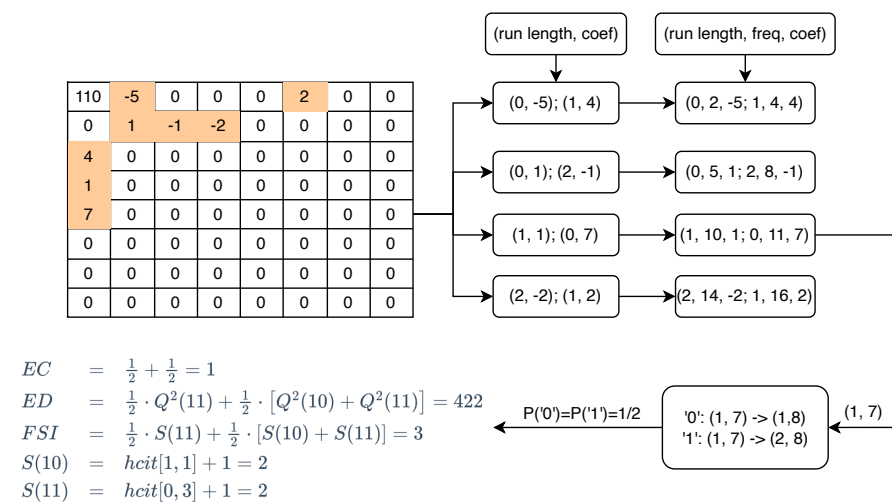 (run length, coef)
(run length, freq, coef)
110 -5 0 0 0 2 0 0
0 1 -1 -2 0 0 0 0
4 0 0 0 0 0 0 0
1 0 0 0 0 0 0 0
7 0 0 0 0 0 0 0
0 0 0 0 0 0 0 0
0 0 0 0 0 0 0 0
0 0 0 0 0 0 0 0
(0, -5); (1, 4)
(0, 2, -5; 1, 4, 4)
(0, 1); (2, -1)
(0, 5, 1; 2, 8, -1)
(1, 1); (0, 7)
(1, 10, 1; 0, 11, 7)
(2, -2); (1, 2)
(2, 14, -2; 1, 16, 2)
EC = 1/2 + 1/2 = 1
ED = 1/2 · Q²(11) + 1/2 · [Q²(10) + Q²(11)] = 422
FSI = 1/2 · S(11) + 1/2 · [S(10) + S(11)] = 3
S(10) = hcit[1, 1] + 1 = 2
S(11) = hcit[0, 3] + 1 = 2
P('0')=P('1')=1/2
'0': (1, 7) -> (1,8)
'1': (1, 7) -> (2, 8)
(1, 7)